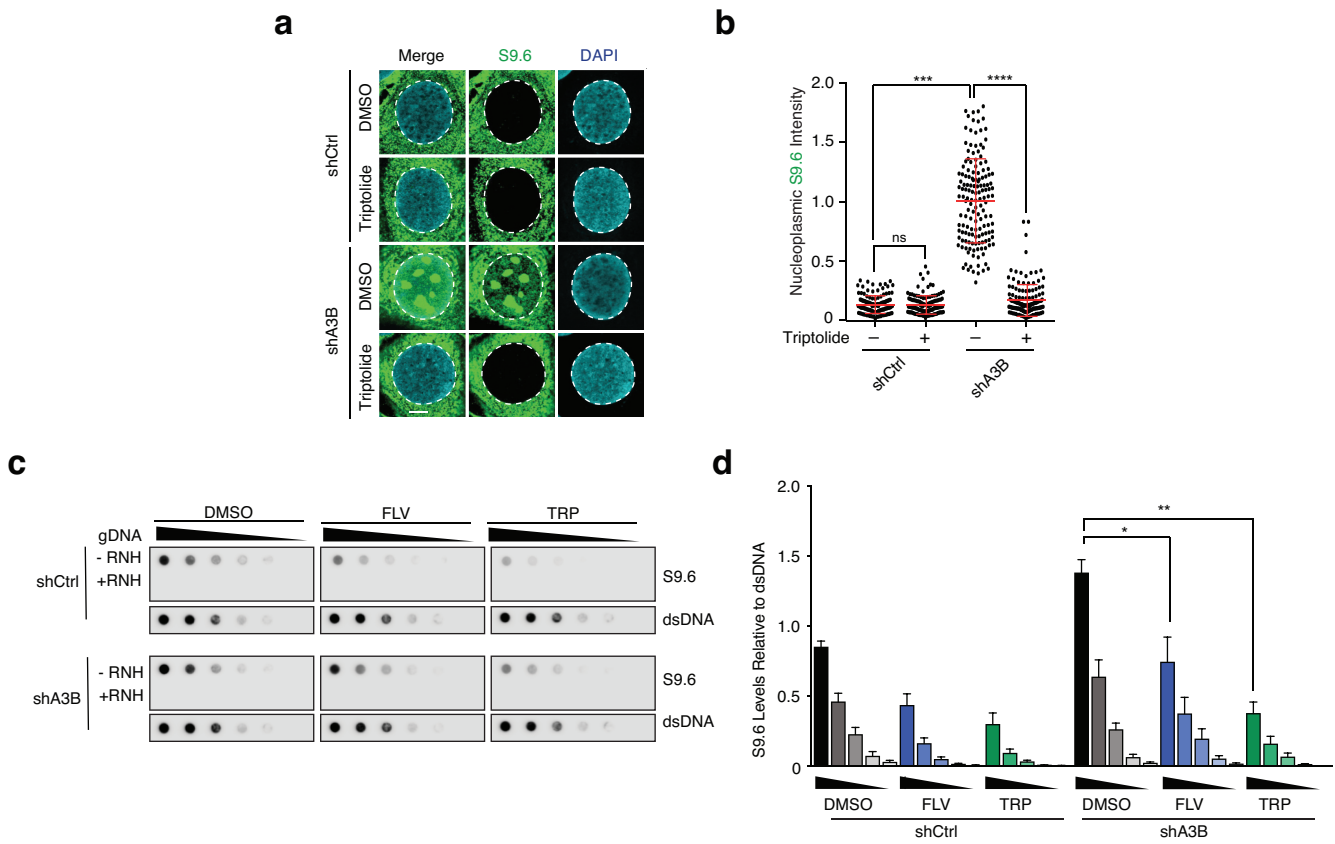 a
Merge S9.6 DAPI
shCtrl
DMSO
Triptolide
shA3B
DMSO
Triptolide
b
Nucleoplasmic S9.6 Intensity
2.0
1.5
1.0
0.5
0
*** ****
ns
Triptolide – + – +
shCtrl shA3B
c
DMSO FLV TRP
gDNA
shCtrl
- RNH
+RNH
S9.6
dsDNA
shA3B
- RNH
+RNH
S9.6
dsDNA
d
S9.6 Levels Relative to dsDNA
2.0
1.5
1.0
0.5
0
**
*
DMSO FLV TRP DMSO FLV TRP
shCtrl shA3B